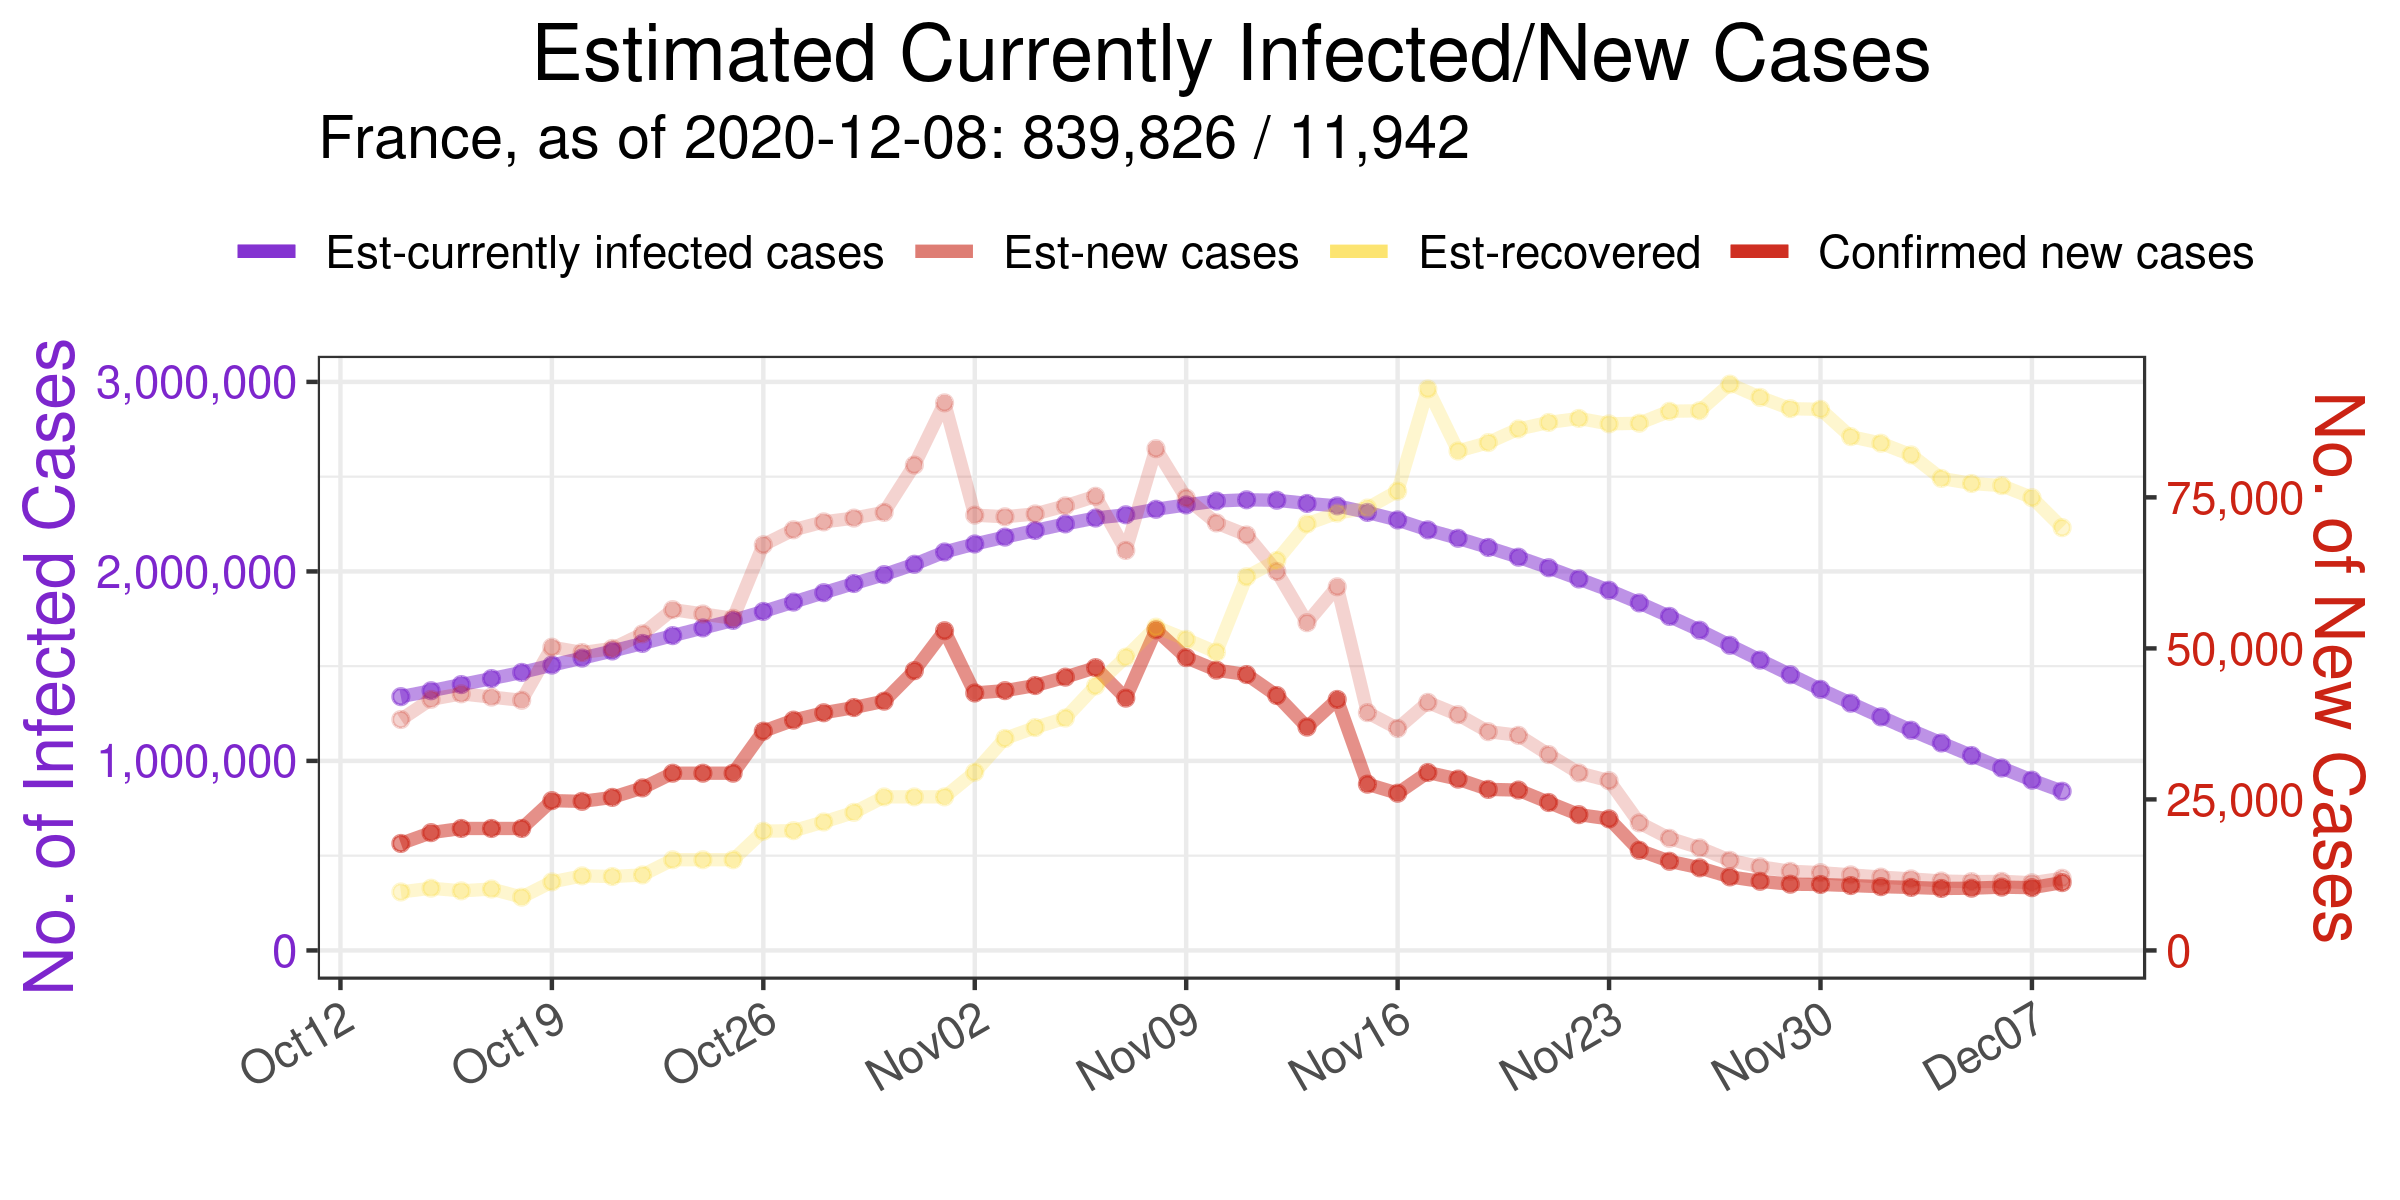 Estimated Currently Infected/New Cases
France, as of 2020-12-08: 839,826 / 11,942
Est-currently infected cases Est-new cases Est-recovered Confirmed new cases
No. of Infected Cases
3,000,000
2,000,000
1,000,000
0
75,000
50,000
25,000
0
No. of New Cases
Oct12 Oct19 Oct26 Nov02 Nov09 Nov16 Nov23 Nov30 Dec07